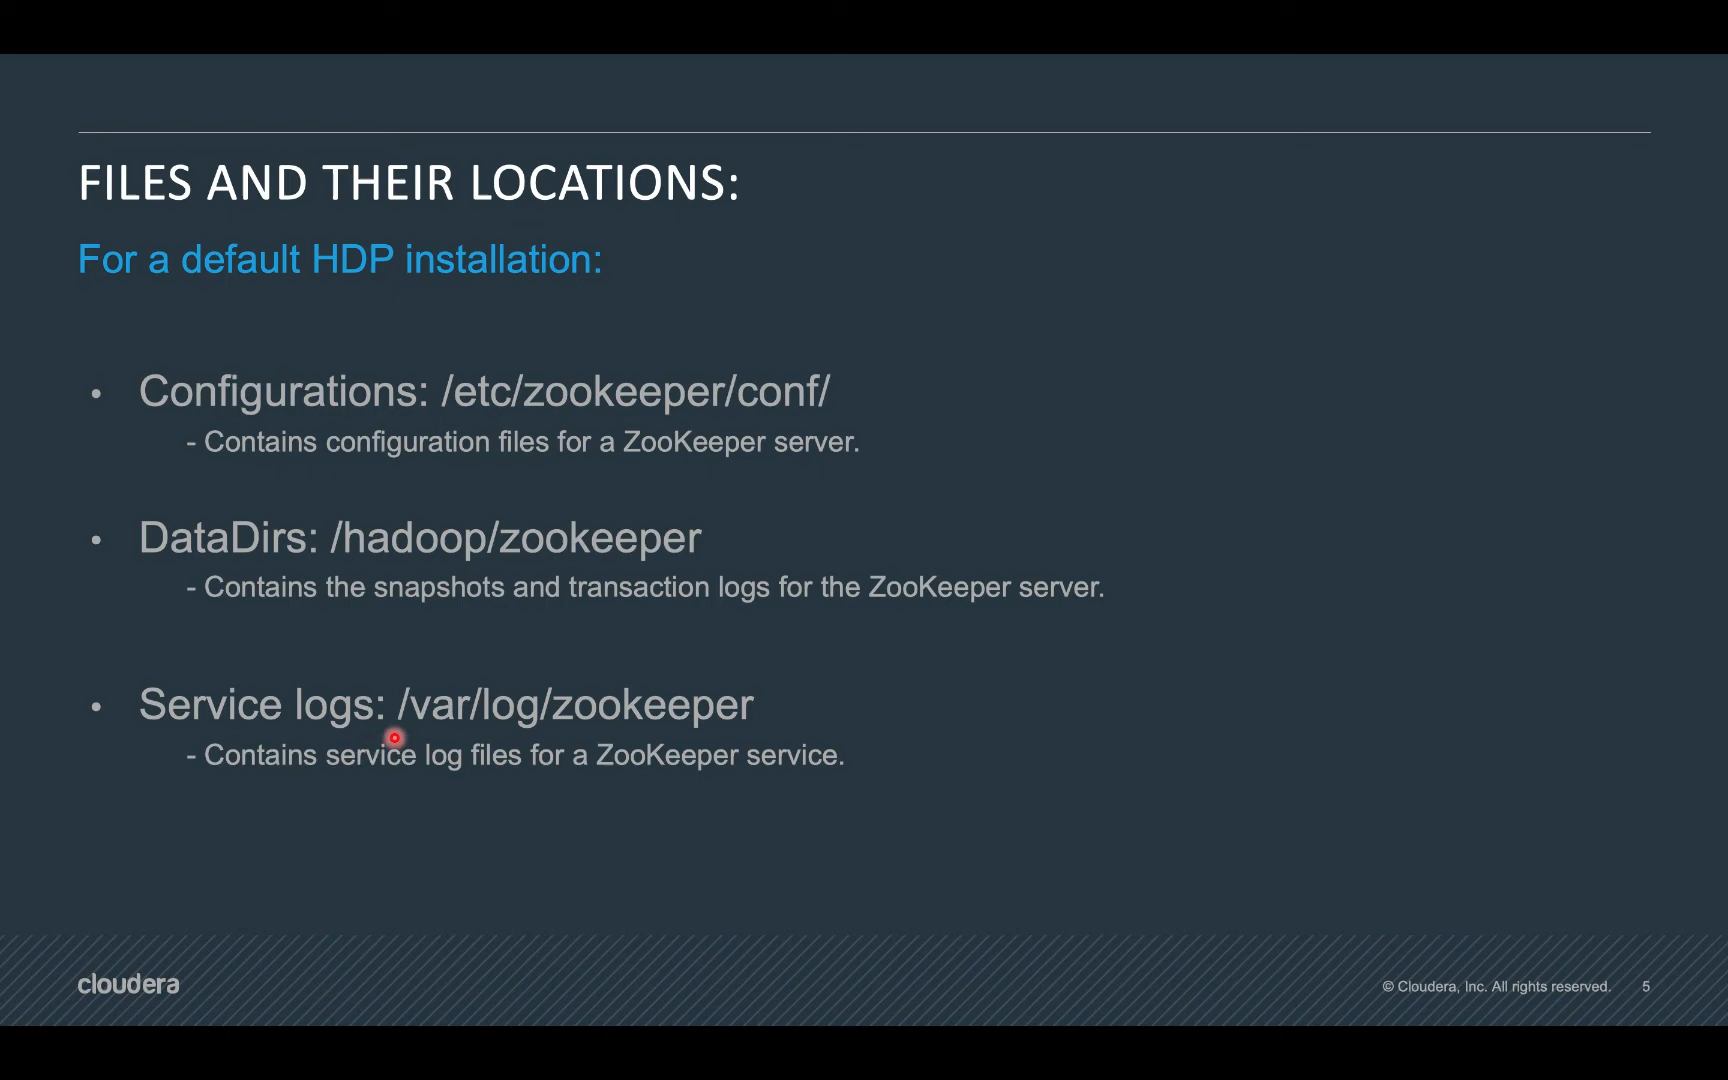 FILES AND THEIR LOCATIONS:
For a default HDP installation:
• Configurations: /etc/zookeeper/conf/
- Contains configuration files for a ZooKeeper server.
• DataDirs: /hadoop/zookeeper
- Contains the snapshots and transaction logs for the ZooKeeper server.
• Service logs: /var/log/zookeeper
- Contains service log files for a ZooKeeper service.
cloudera
© Cloudera, Inc. All rights reserved. 5